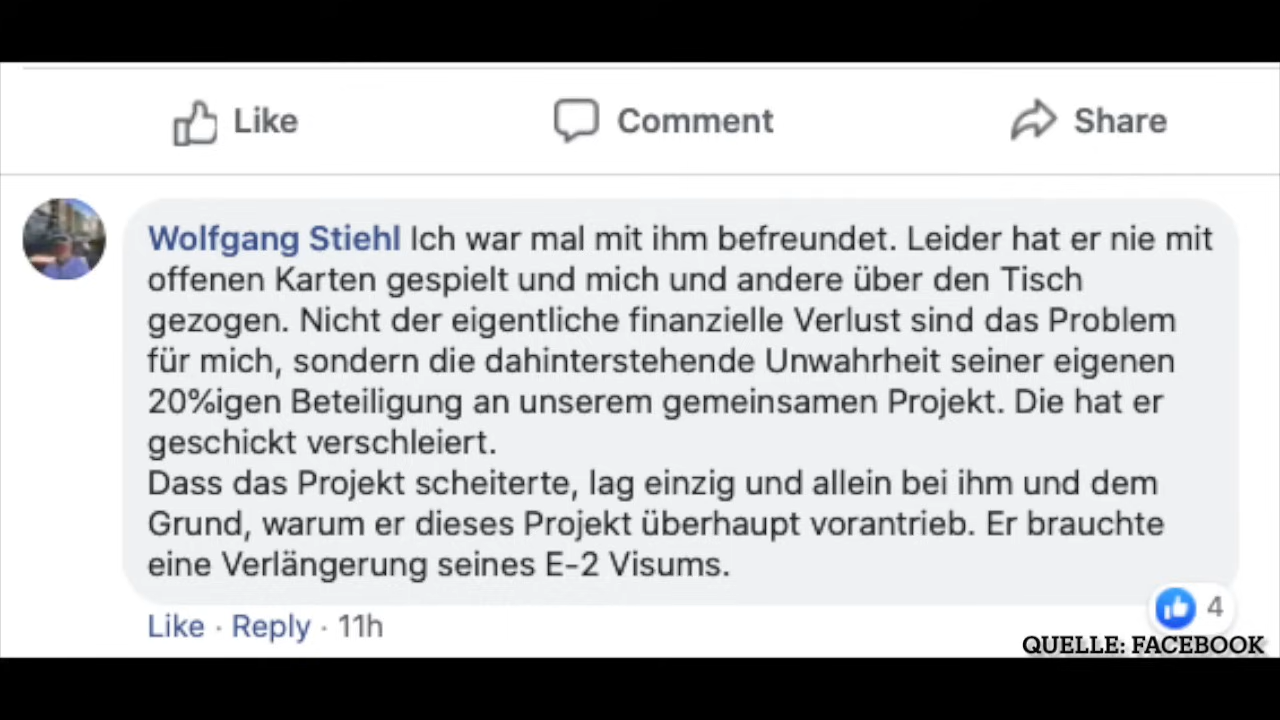 Like Comment Share
Wolfgang Stiehl Ich war mal mit ihm befreundet. Leider hat er nie mit
offenen Karten gespielt und mich und andere über den Tisch
gezogen. Nicht der eigentliche finanzielle Verlust sind das Problem
für mich, sondern die dahinterstehende Unwahrheit seiner eigenen
20%igen Beteiligung an unserem gemeinsamen Projekt. Die hat er
geschickt verschleiert.
Dass das Projekt scheiterte, lag einzig und allein bei ihm und dem
Grund, warum er dieses Projekt überhaupt vorantrieb. Er brauchte
eine Verlängerung seines E-2 Visums.
4
Like · Reply · 11h
QUELLE: FACEBOOK